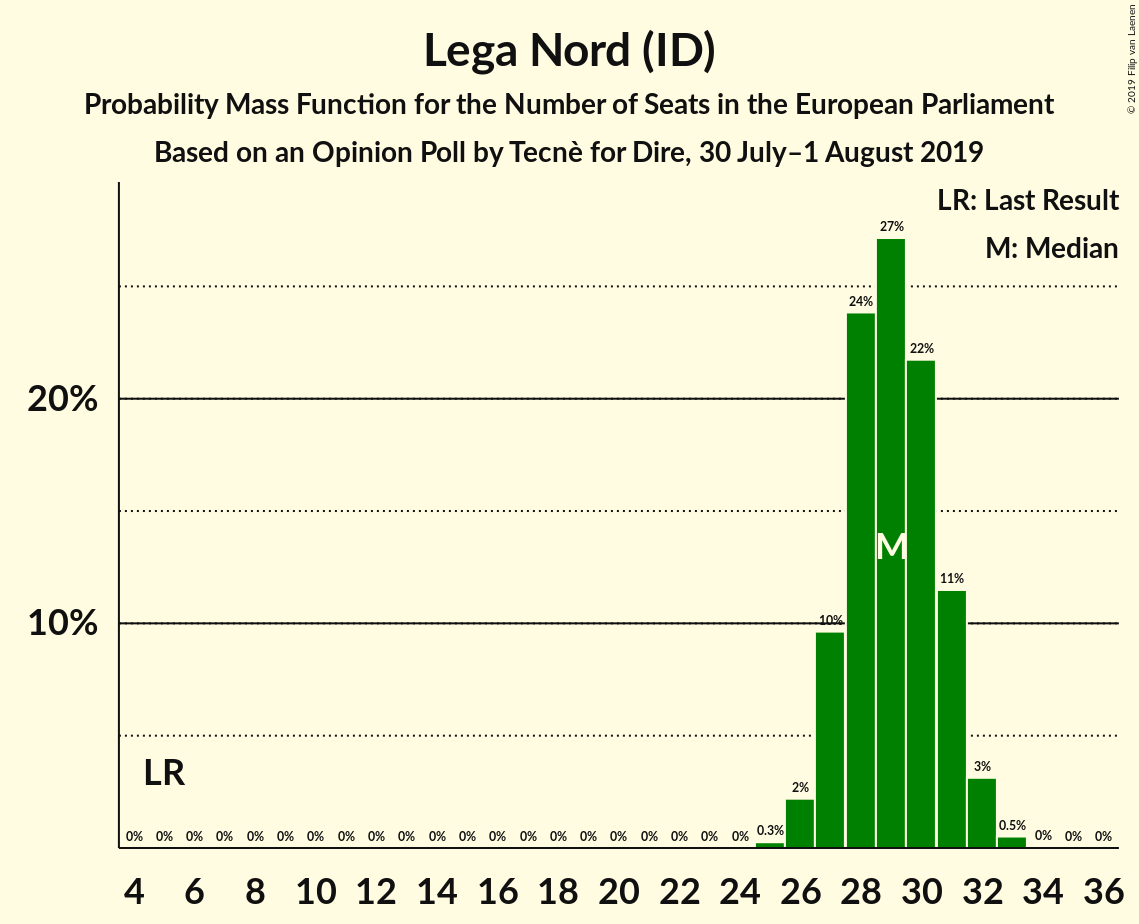 Lega Nord (ID)
Probability Mass Function for the Number of Seats in the European Parliament
Based on an Opinion Poll by Tecnè for Dire, 30 July–1 August 2019
© 2019 Filip van Laenen
LR: Last Result
M: Median
27%
24%
22%
20%
M
11%
10%
10%
LR
3%
2%
0% 0% 0% 0% 0% 0% 0% 0% 0% 0% 0% 0% 0% 0% 0% 0% 0% 0% 0% 0% 0% 0.3% 0.5% 0% 0% 0%
4 6 8 10 12 14 16 18 20 22 24 26 28 30 32 34 36